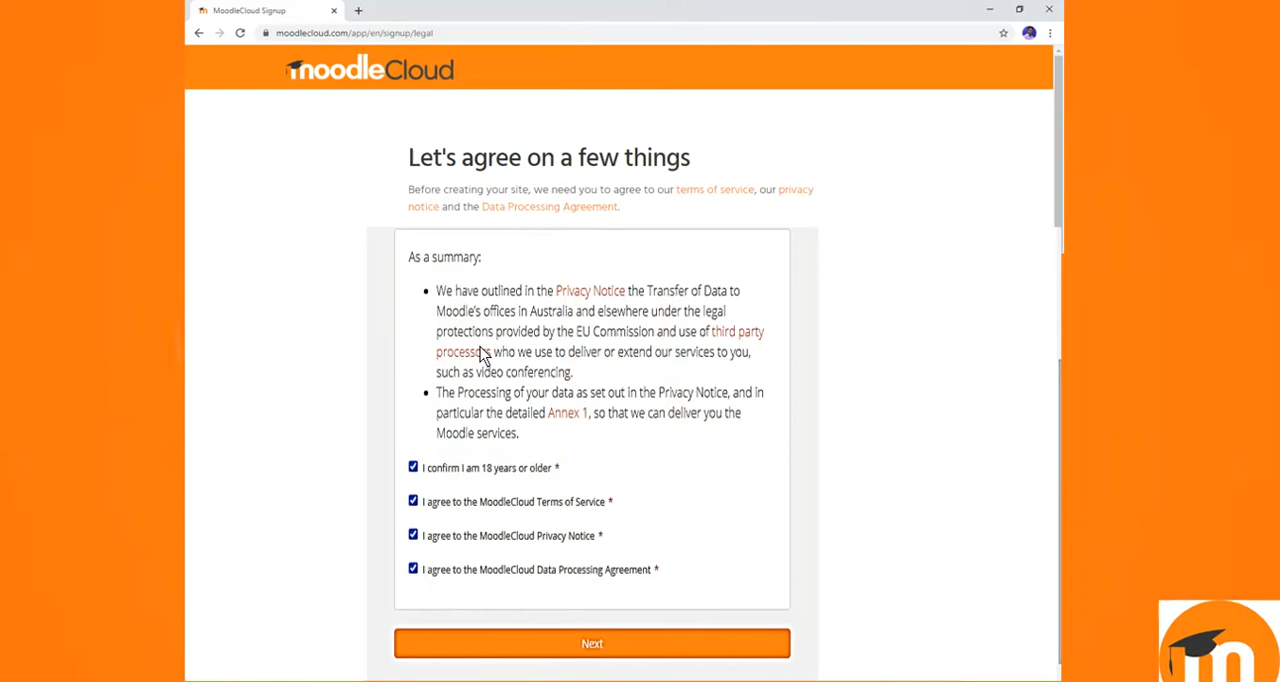 MoodleCloud Signup
moodlecloud.com/app/en/signup/legal
moodleCloud
Let's agree on a few things
Before creating your site, we need you to agree to our terms of service, our privacy
notice and the Data Processing Agreement.
As a summary:
We have outlined in the Privacy Notice the Transfer of Data to
Moodle's offices in Australia and elsewhere under the legal
protections provided by the EU Commission and use of third party
processors who we use to deliver or extend our services to you,
such as video conferencing.
The Processing of your data as set out in the Privacy Notice, and in
particular the detailed Annex 1, so that we can deliver you the
Moodle services.
I confirm I am 18 years or older *
I agree to the MoodleCloud Terms of Service *
I agree to the MoodleCloud Privacy Notice *
I agree to the MoodleCloud Data Processing Agreement *
Next
m